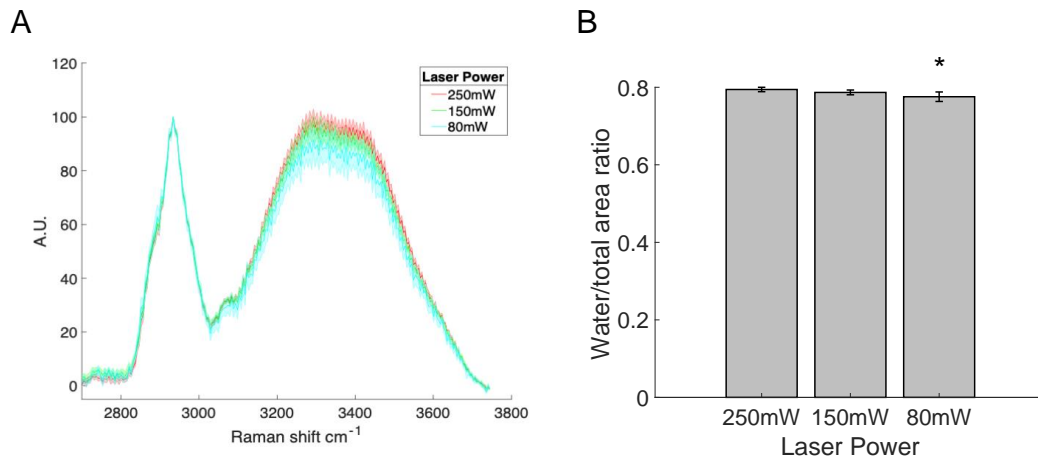 A
120
100
80
60
40
20
0
A.U.
2800
3000
3200
3400
3600
3800
Raman shift cm-1
Laser Power
250mW
150mW
80mW
B
*
0.8
0.6
0.4
0.2
0
Water/total area ratio
250mW 150mW 80mW
Laser Power